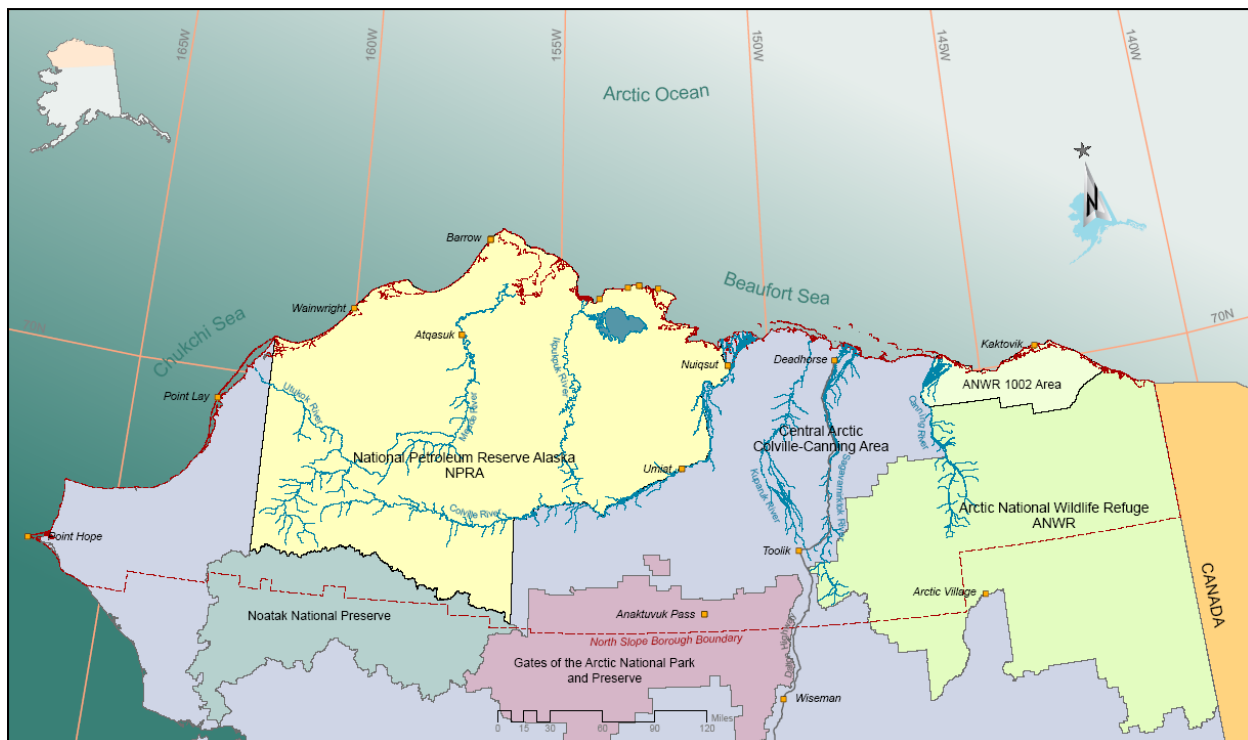 165W
160W
155W
150W
145W
140W
Arctic Ocean
N
Barrow
Beaufort Sea
Wainwright
Chukchi Sea
70N
Atqasuk
Kaktovik
Nuiqsut
Deadhorse
ANWR 1002 Area
Point Lay
Utukok River
Meade River
Ikpikpuk River
Canning River
Central Arctic
Colville-Canning Area
National Petroleum Reserve Alaska
NPRA
Umiat
Kuparuk River
Sagavanirktok River
Colville River
Arctic National Wildlife Refuge
ANWR
Point Hope
Toolik
CANADA
Arctic Village
Noatak National Preserve
Anaktuvuk Pass
North Slope Borough Boundary
Dalton Highway
Gates of the Arctic National Park
and Preserve
Wiseman
Miles
0 15 30 60 90 120